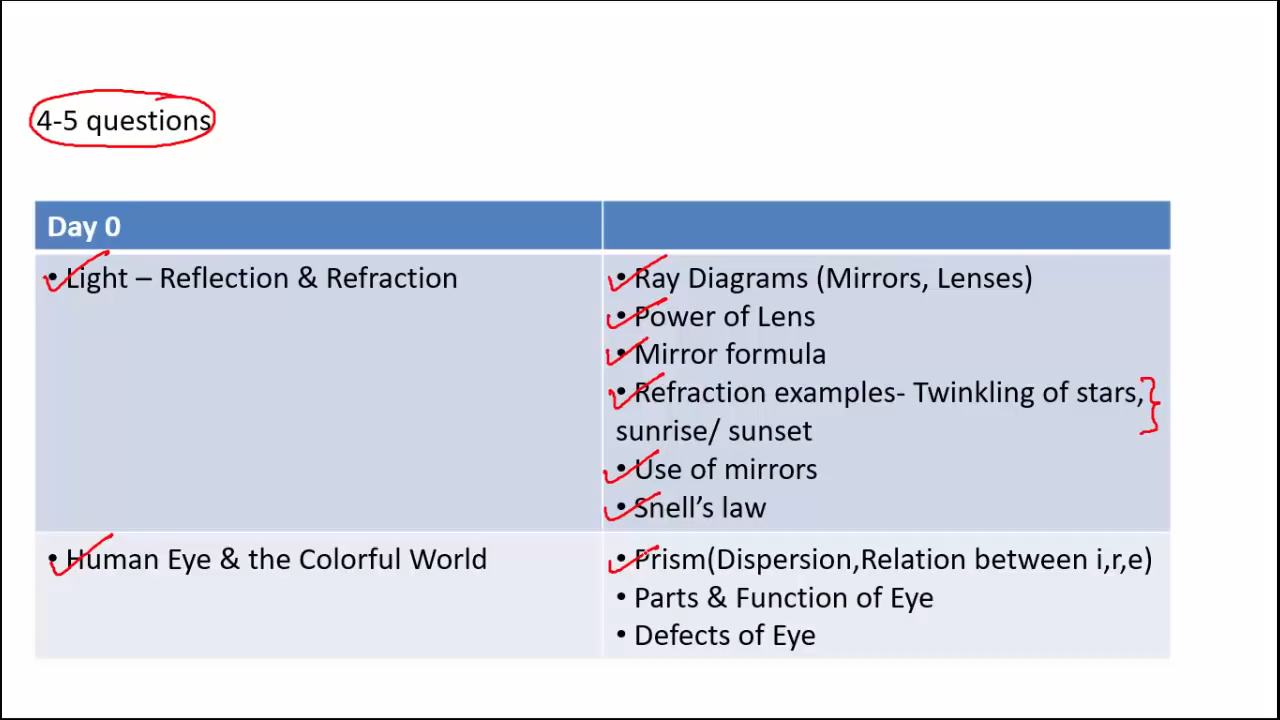 4-5 questions
Day 0
• Light – Reflection & Refraction
• Ray Diagrams (Mirrors, Lenses)
• Power of Lens
• Mirror formula
• Refraction examples- Twinkling of stars,
sunrise/ sunset
• Use of mirrors
• Snell's law
• Human Eye & the Colorful World
• Prism(Dispersion,Relation between i,r,e)
• Parts & Function of Eye
• Defects of Eye